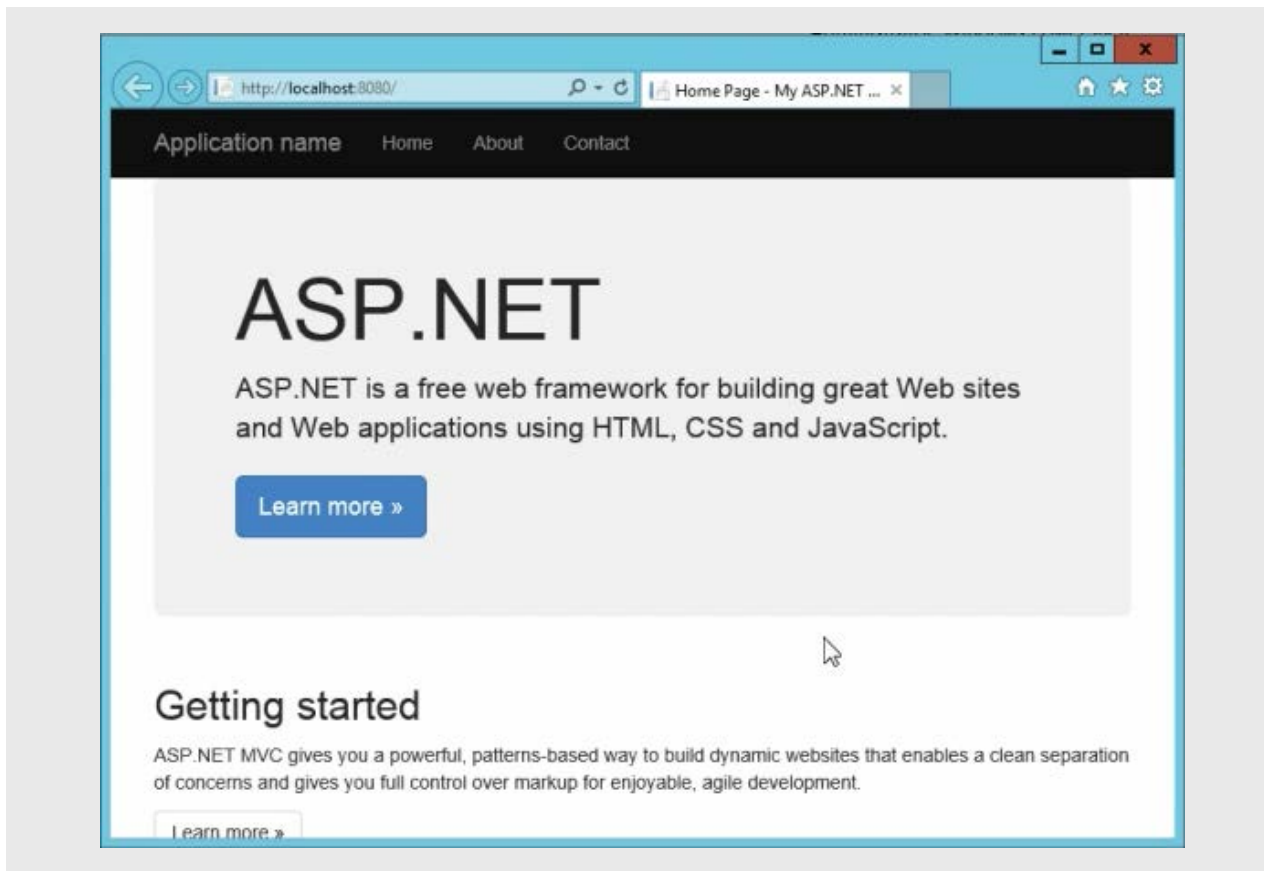 http://localhost:8080/
Home Page - My ASP.NET ...
Application name Home About Contact
ASP.NET
ASP.NET is a free web framework for building great Web sites
and Web applications using HTML, CSS and JavaScript.
Learn more »
Getting started
ASP.NET MVC gives you a powerful, patterns-based way to build dynamic websites that enables a clean separation
of concerns and gives you full control over markup for enjoyable, agile development.
Learn more »